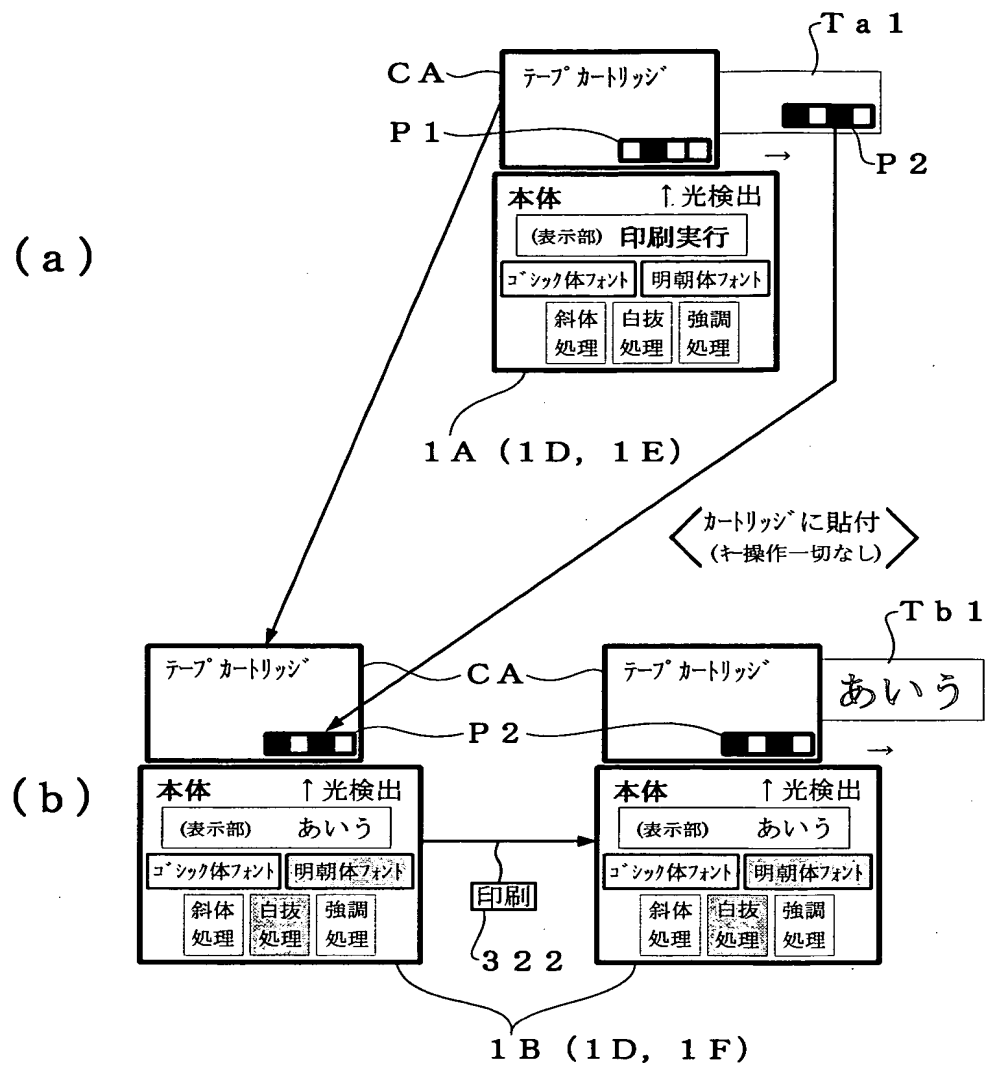 Ta1
CA
テープカートリッジ
P1
P2
→
(a)
本体 ↑光検出
(表示部) 印刷実行
ゴシック体フォント 明朝体フォント
斜体処理 白抜処理 強調処理
1A (1D, 1E)
カートリッジに貼付
(キー操作一切なし)
Tb1
テープカートリッジ
CA
テープカートリッジ
あいう
P2
→
(b)
本体 ↑光検出
本体 ↑光検出
(表示部) あいう
(表示部) あいう
ゴシック体フォント 明朝体フォント
ゴシック体フォント 明朝体フォント
印刷
斜体処理 白抜処理 強調処理
斜体処理 白抜処理 強調処理
322
1B (1D, 1F)